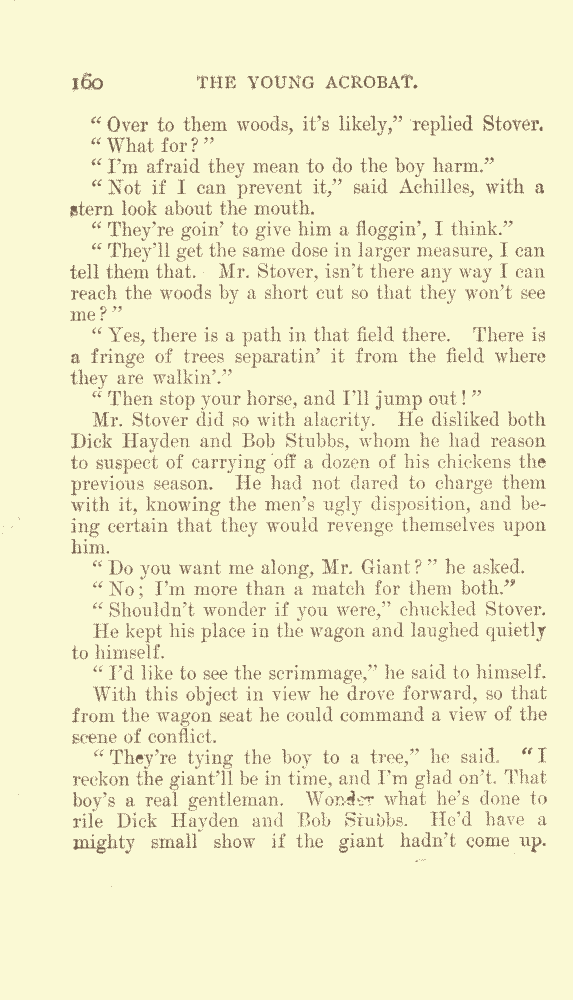 160 THE YOUNG ACROBAT.
“Over to them woods, it's likely,” replied Stover.
“What for?”
“I'm afraid they mean to do the boy harm.”
“Not if I can prevent it,” said Achilles, with a
stern look about the mouth.
“They're goin' to give him a floggin', I think.”
“They'll get the same dose in larger measure, I can
tell them that. Mr. Stover, isn't there any way I can
reach the woods by a short cut so that they won't see
me?”
“Yes, there is a path in that field there. There is
a fringe of trees separatin' it from the field where
they are walkin'.”
“Then stop your horse, and I'll jump out!”
Mr. Stover did so with alacrity. He disliked both
Dick Hayden and Bob Stubbs, whom he had reason
to suspect of carrying off a dozen of his chickens the
previous season. He had not dared to charge them
with it, knowing the men's ugly disposition, and be-
ing certain that they would revenge themselves upon
him.
“Do you want me along, Mr. Giant?” he asked.
“No; I'm more than a match for them both.”
“Shouldn't wonder if you were,” chuckled Stover.
He kept his place in the wagon and laughed quietly
to himself.
“I'd like to see the scrimmage,” he said to himself.
With this object in view he drove forward, so that
from the wagon seat he could command a view of the
scene of conflict.
“They're tying the boy to a tree,” he said. “I
reckon the giant'll be in time, and I'm glad on't. That
boy's a real gentleman. Wonder what he's done to
rile Dick Hayden and Bob Stubbs. He'd have a
mighty small show if the giant hadn't come up.